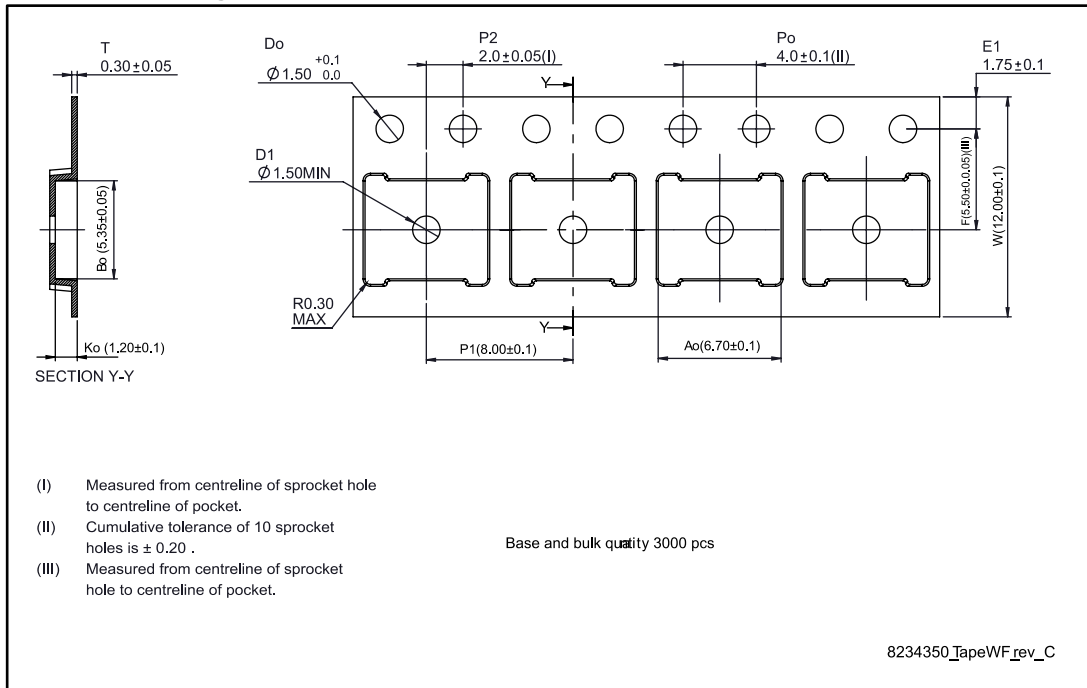 T
0.30±0.05
Do
Ø1.50 +0.1 0.0
P2
2.0±0.05(I)
Po
4.0±0.1(II)
E1
1.75±0.1
Y
D1
Ø1.50MIN
Bo (5.35±0.05)
F(5.50±0.0.05)(III)
W(12.00±0.1)
R0.30
MAX
Y
Ko (1.20±0.1)
P1(8.00±0.1)
Ao(6.70±0.1)
SECTION Y-Y
(I) Measured from centreline of sprocket hole
to centreline of pocket.
(II) Cumulative tolerance of 10 sprocket
holes is ± 0.20 .
(III) Measured from centreline of sprocket
hole to centreline of pocket.
Base and bulk quatity 3000 pcs
8234350_TapeWF_rev_C